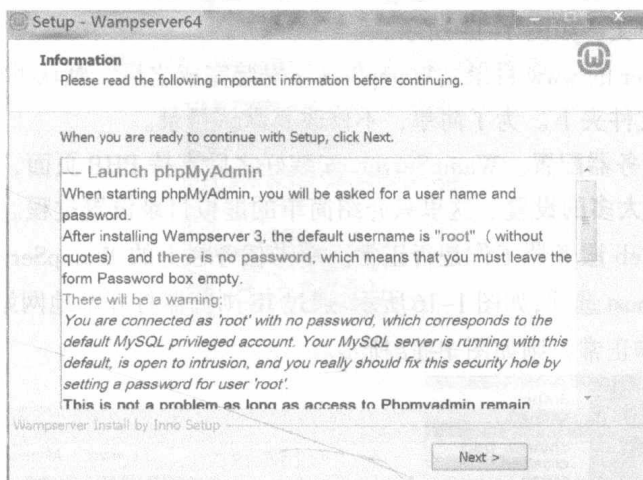 Setup - Wampserver64
Information
Please read the following important information before continuing.
When you are ready to continue with Setup, click Next.
--- Launch phpMyAdmin
When starting phpMyAdmin, you will be asked for a user name and
password.
After installing Wampserver 3, the default username is "root" ( without
quotes) and there is no password, which means that you must leave the
form Password box empty.
There will be a warning:
You are connected as 'root' with no password, which corresponds to the
default MySQL privileged account. Your MySQL server is running with this
default, is open to intrusion, and you really should fix this security hole by
setting a password for user 'root'.
This is not a problem as long as access to Phpmyadmin remain
Wampserver Install by Inno Setup
Next >